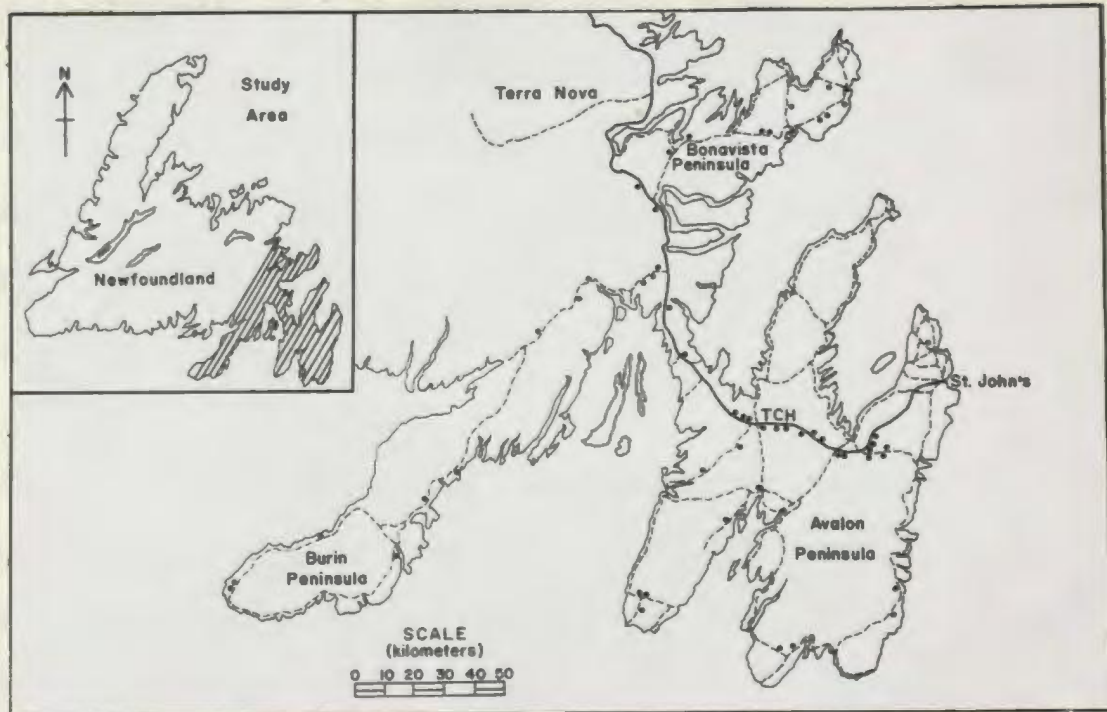 N
Study
Area
Newfoundland
Terra Nova
Bonavista
Peninsula
St. John's
TCH
Avalon
Peninsula
Burin
Peninsula
SCALE
(kilometers)
0 10 20 30 40 50